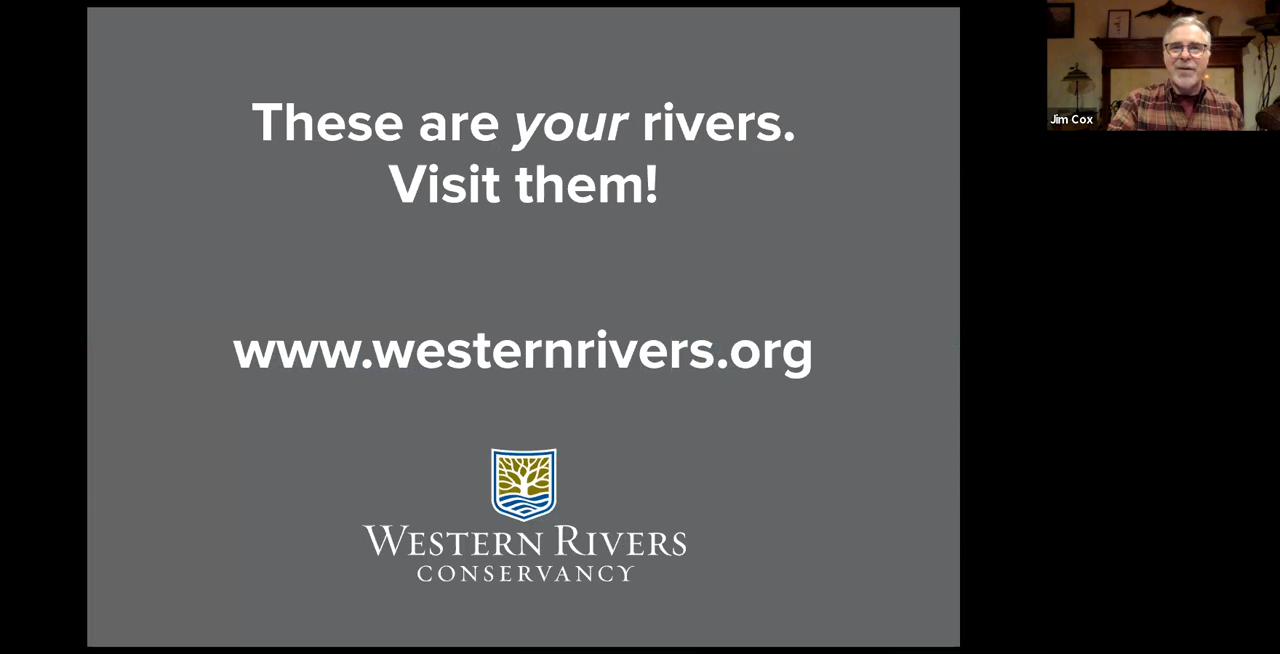 These are your rivers.
Visit them!
www.westernrivers.org
WESTERN RIVERS
CONSERVANCY
Jim Cox